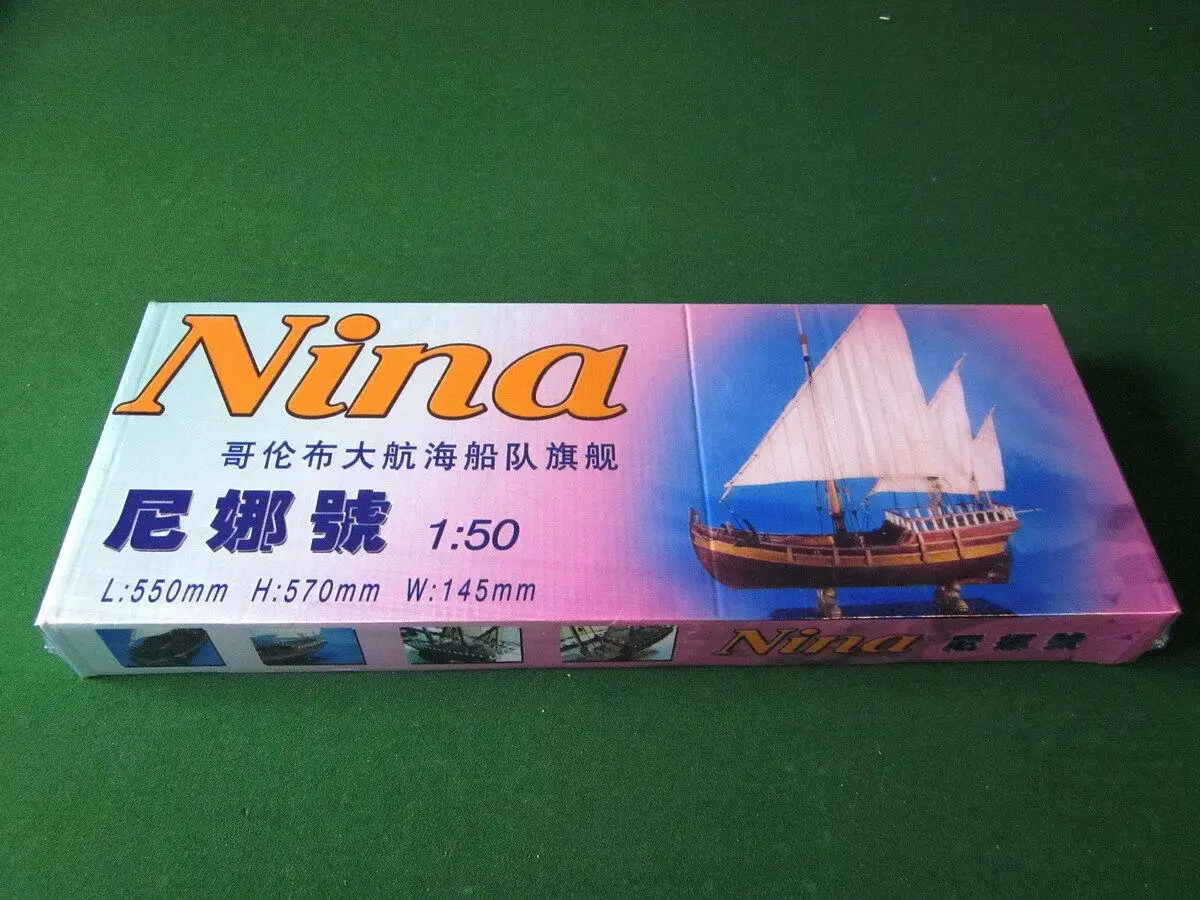 Nina
哥伦布大航海船队旗舰
尼娜號 1:50
L:550mm H:570mm W:145mm
Nina 尼娜號